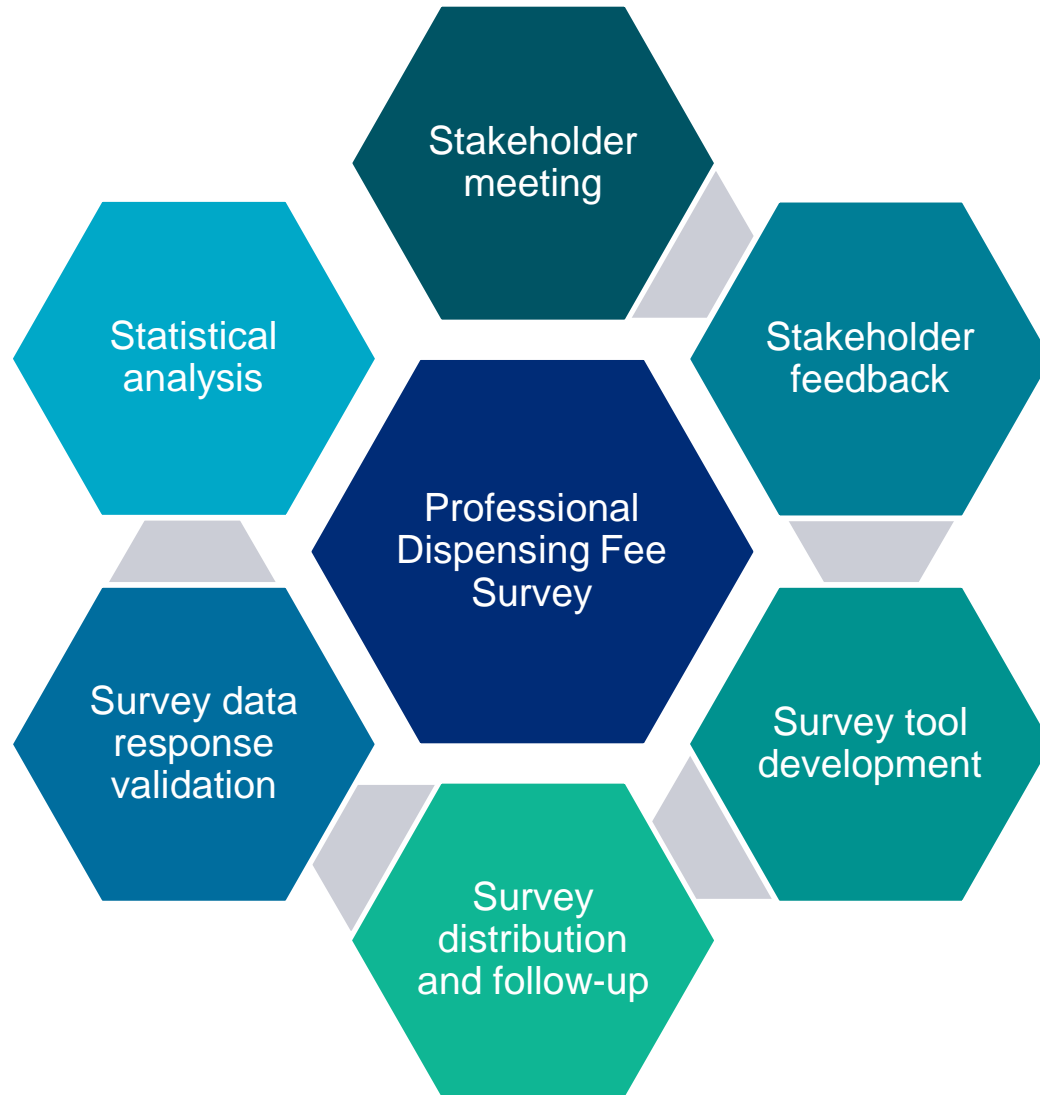 Stakeholder
meeting
Stakeholder
feedback
Survey tool
development
Survey
distribution
and follow-up
Survey data
response
validation
Statistical
analysis
Professional
Dispensing Fee
Survey